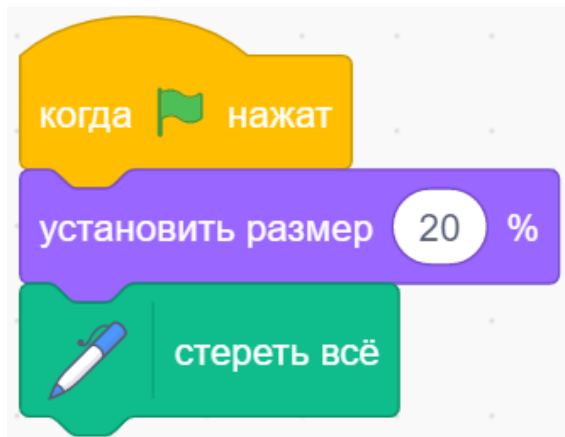 когда нажат
установить размер 20 %
стереть всё